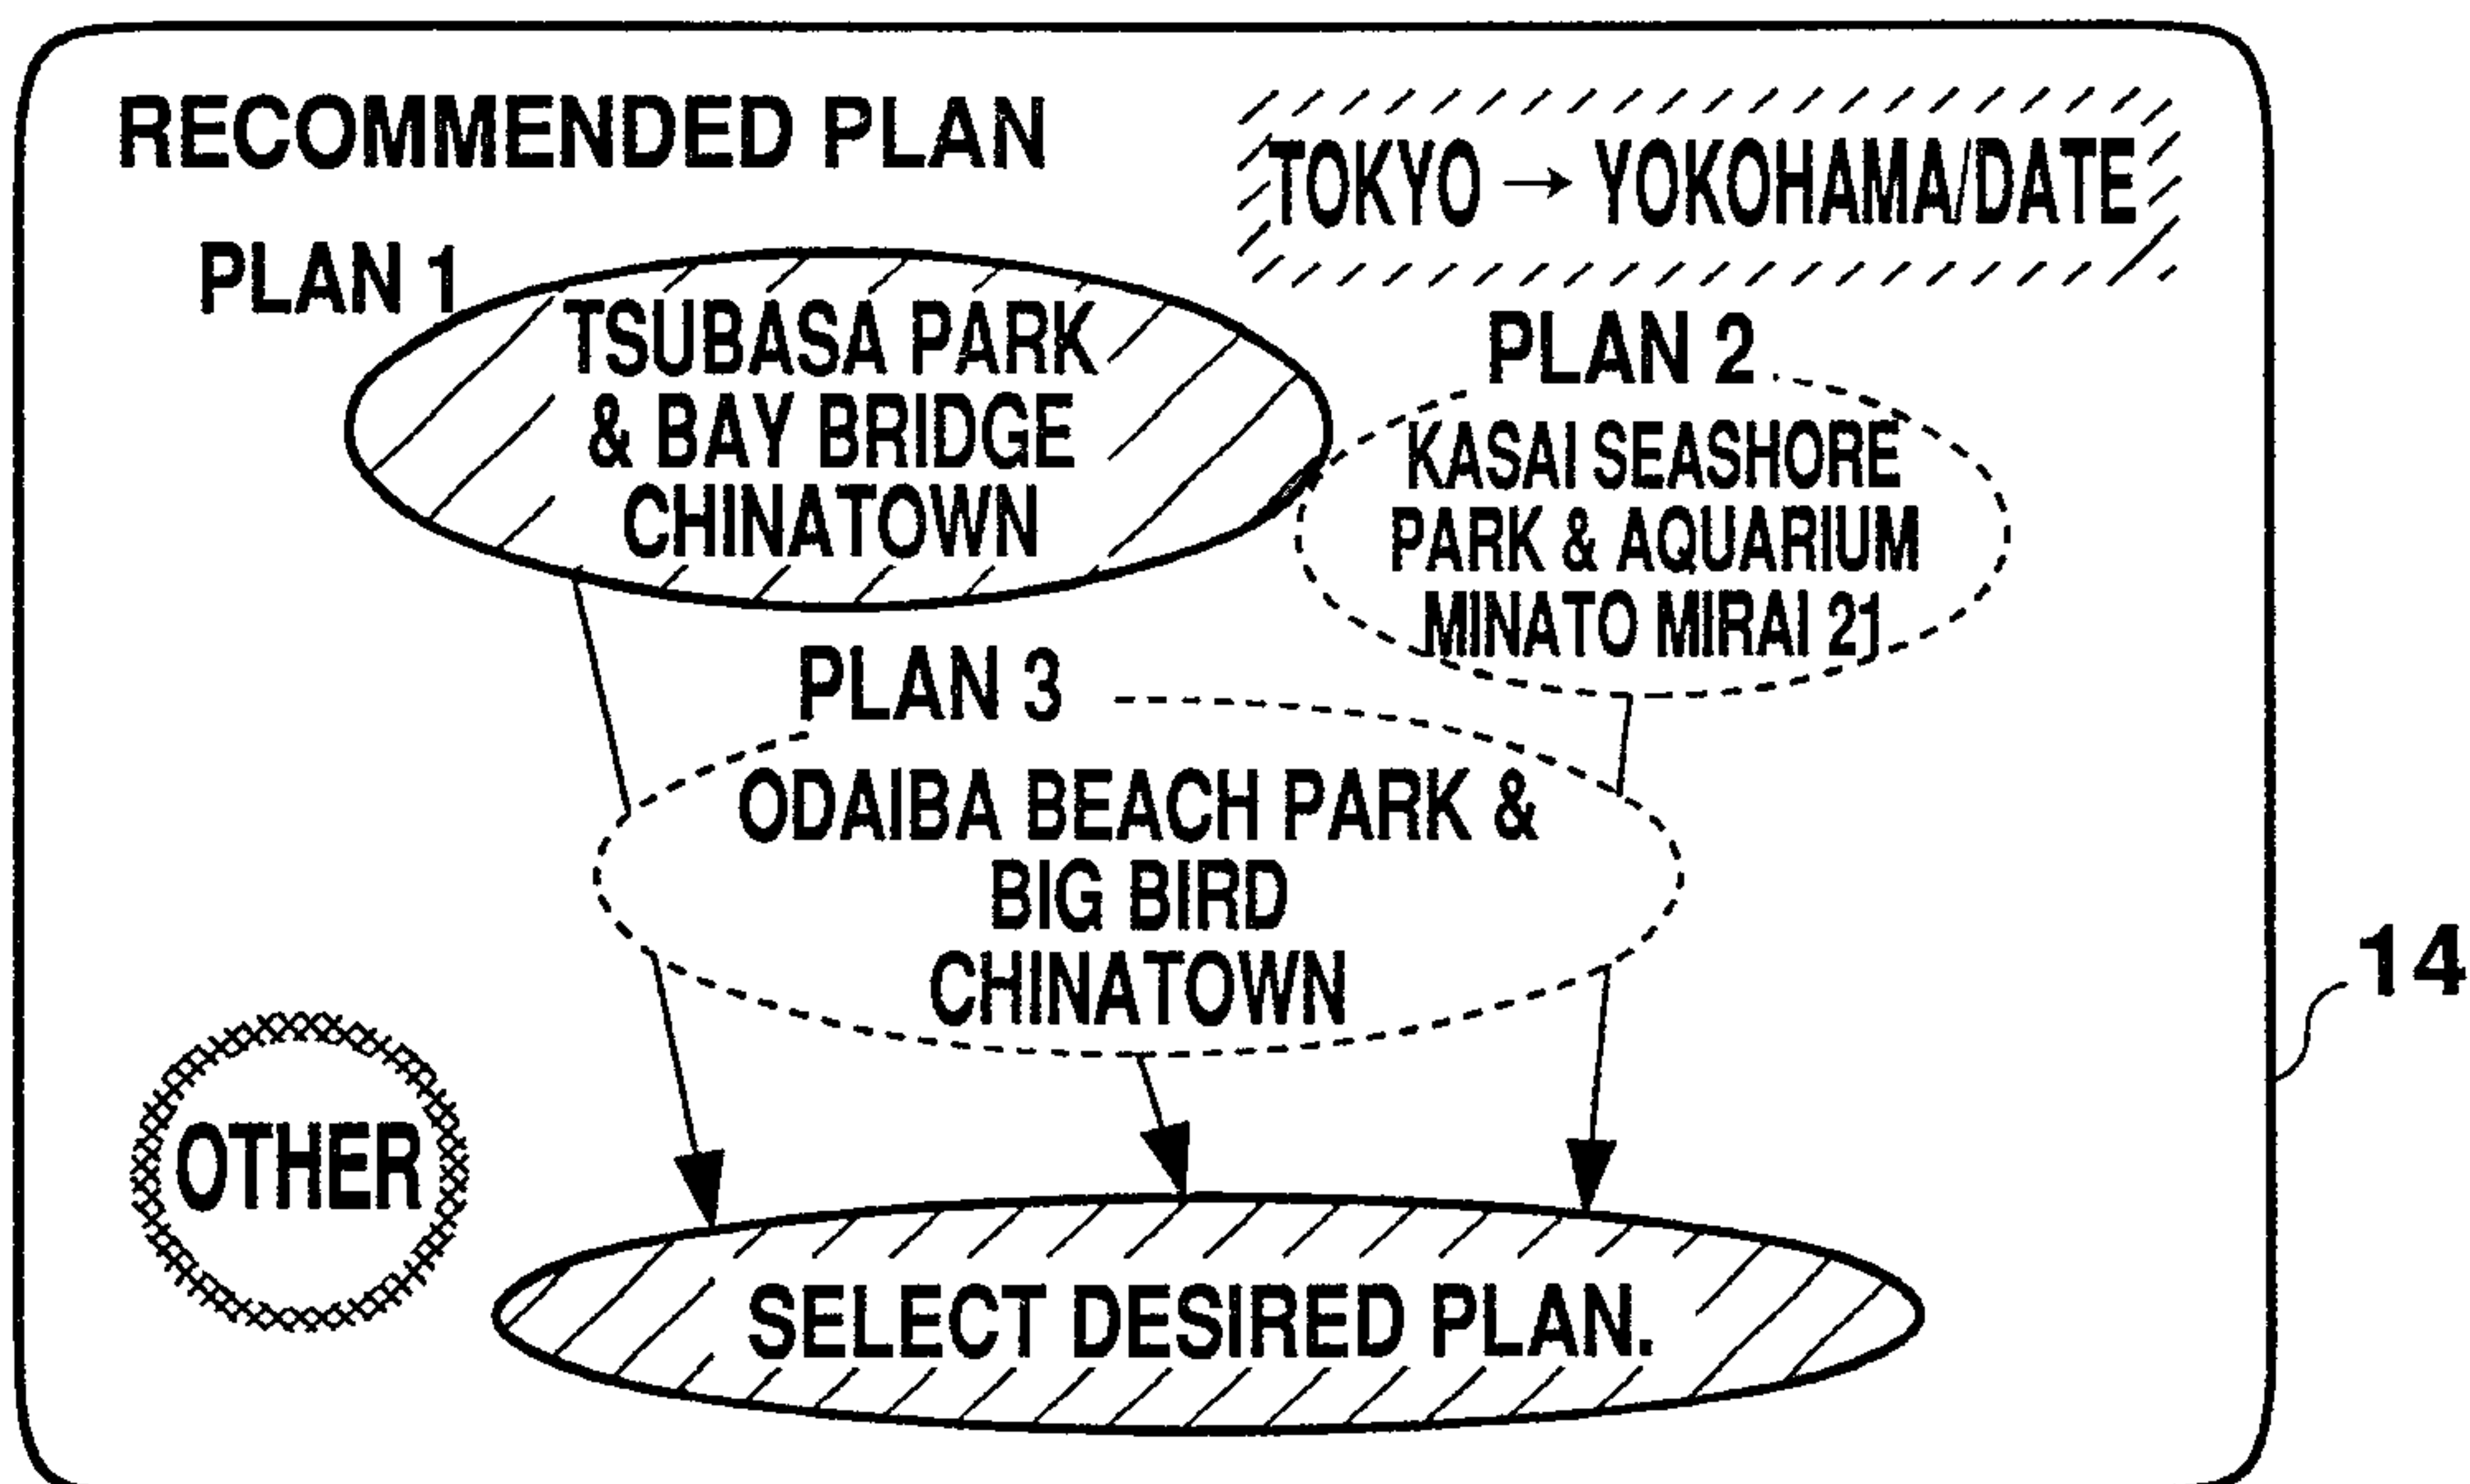 RECOMMENDED PLAN
TOKYO → YOKOHAMA/DATE
PLAN 1
TSUBASA PARK
& BAY BRIDGE
CHINATOWN
PLAN 2
KASAI SEASHORE
PARK & AQUARIUM
MINATO MIRAI 21
PLAN 3
ODAIBA BEACH PARK &
BIG BIRD
CHINATOWN
14
OTHER
SELECT DESIRED PLAN.